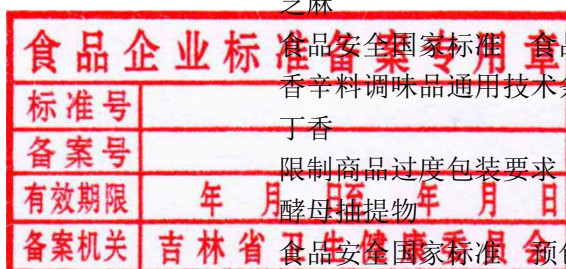 芝麻
食品企业标准备案专用章
食品安全国家标准 食品
标准号
香辛料调味品通用技术条
丁香
备案号
限制商品过度包装要求
有效期限 年 月 日至 年 月 日
酵母抽提物
备案机关 吉林省卫生健康委员会
食品安全国家标准 预包